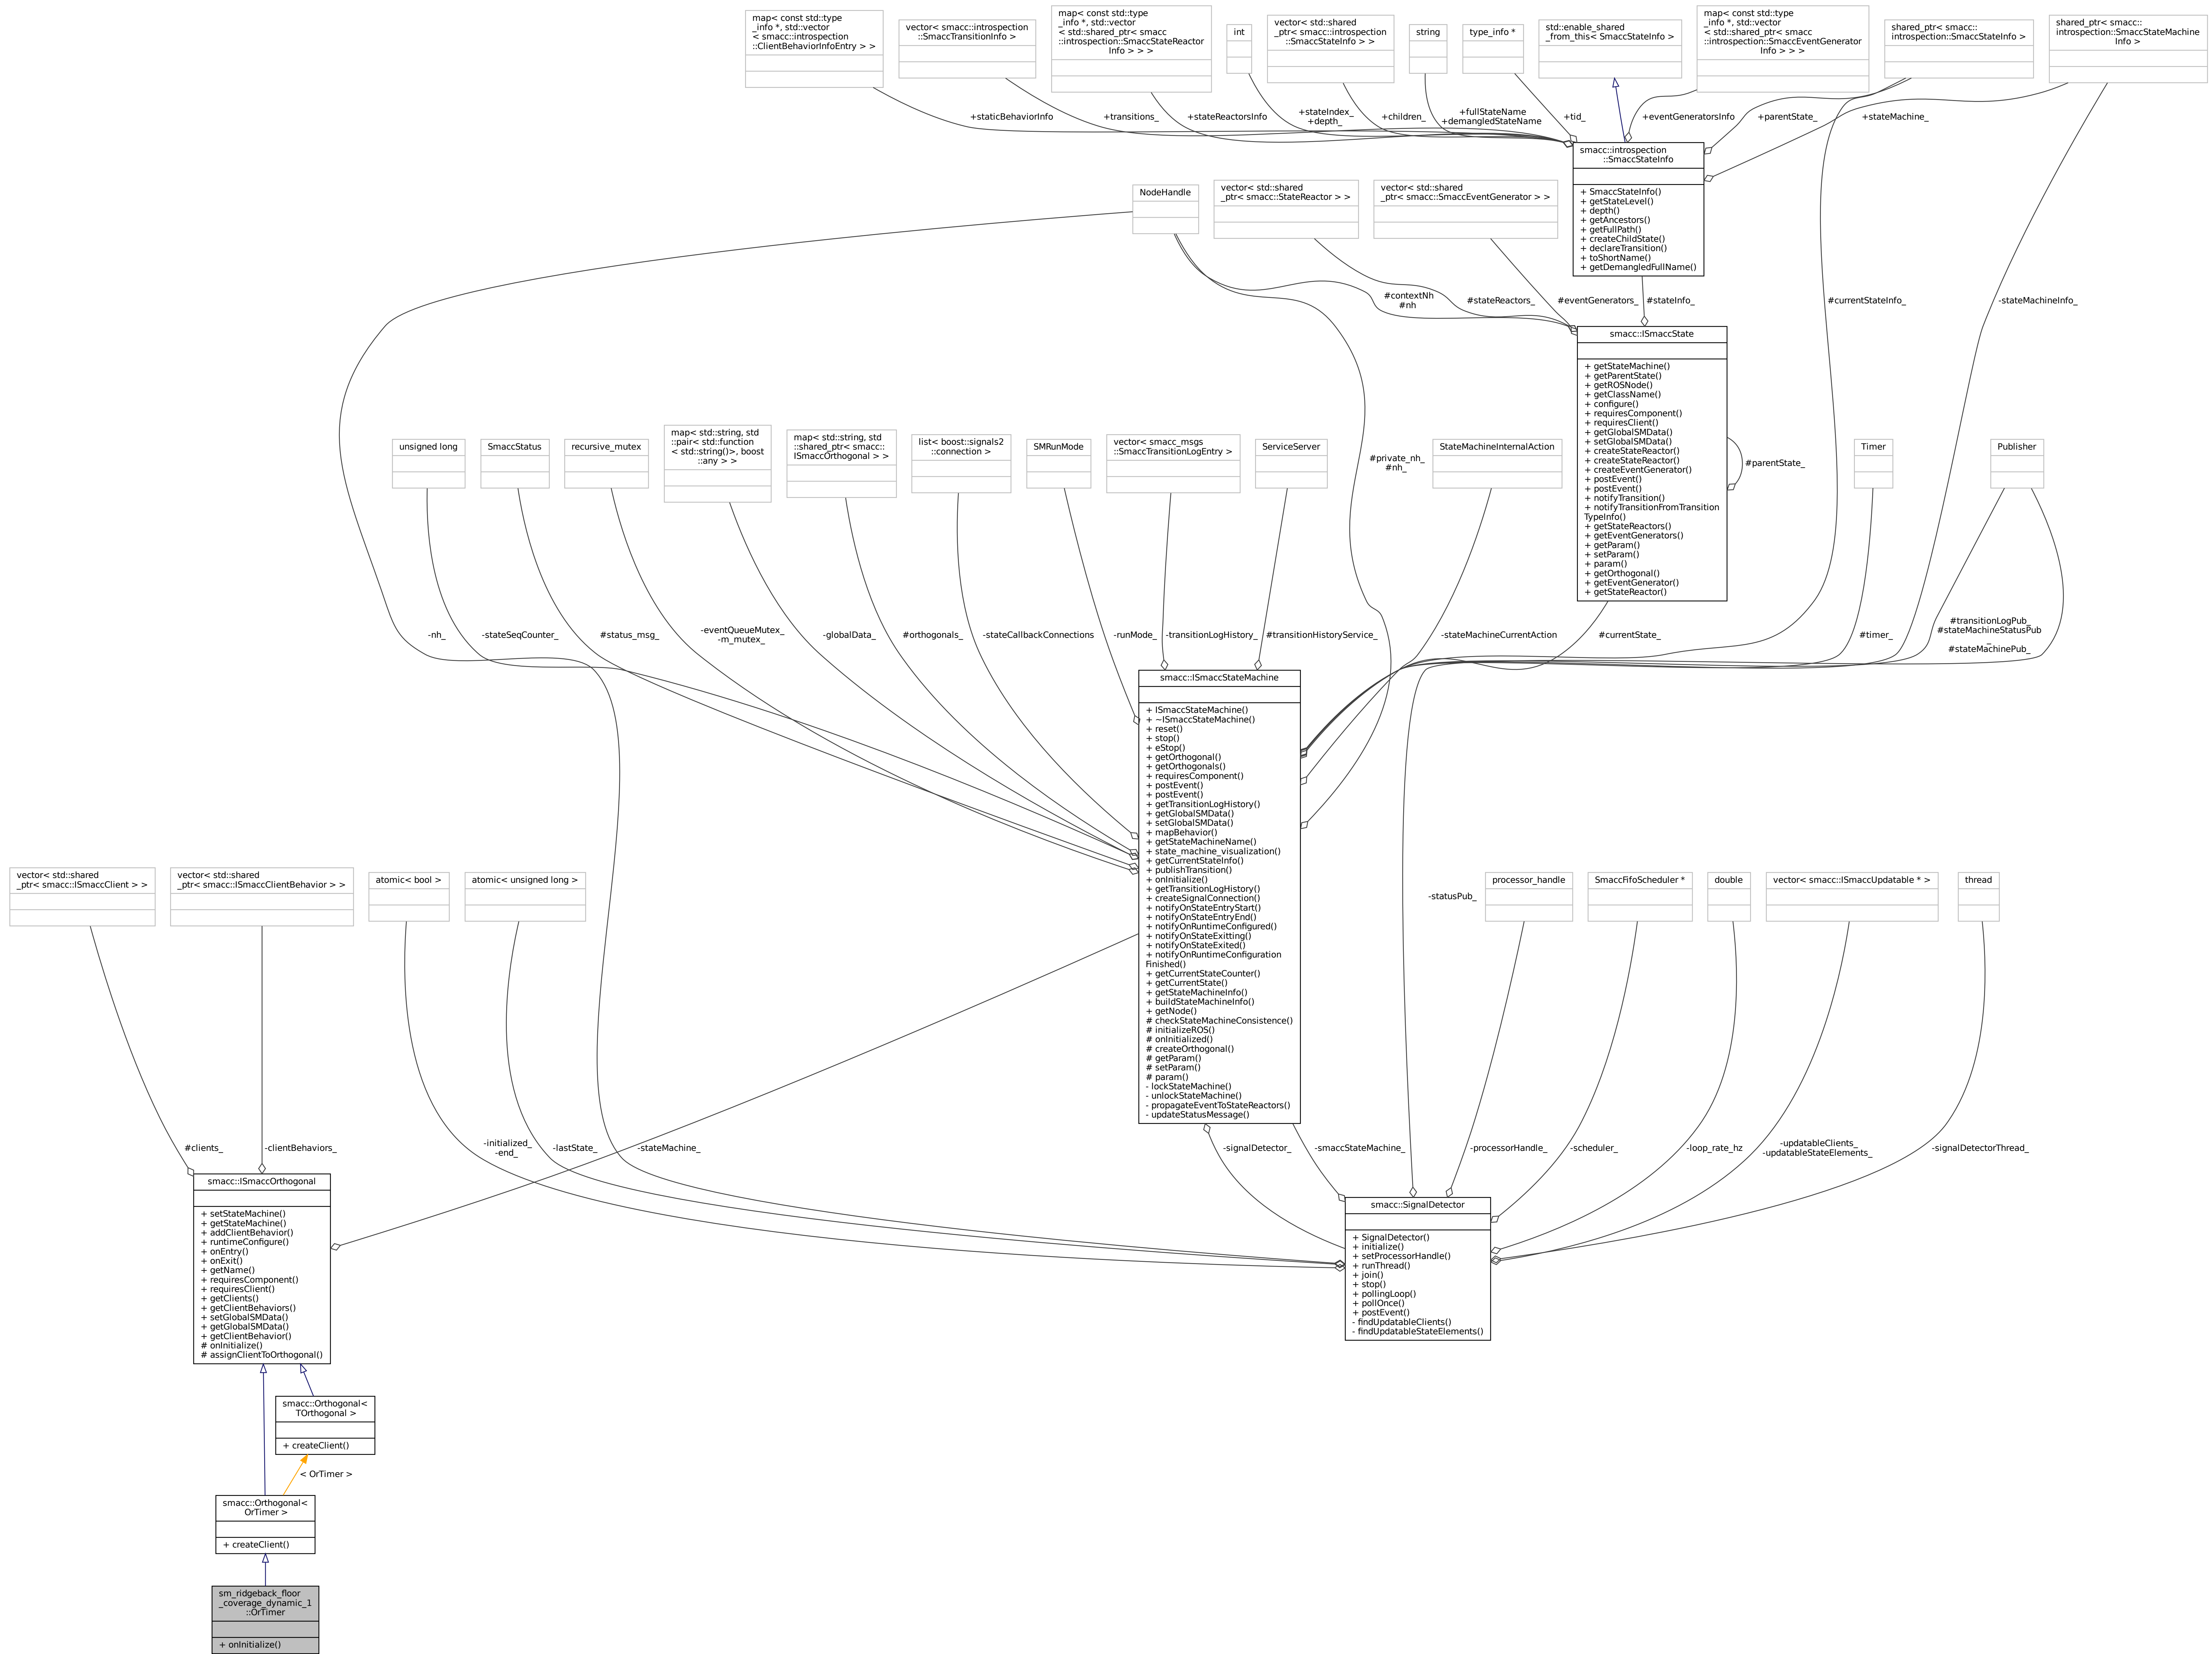 map< const std::type
_info *, std::vector
< smacc::introspection
::ClientBehaviorInfoEntry > >
vector< smacc::introspection
::SmaccTransitionInfo >
map< const std::type
_info *, std::vector
< std::shared_ptr< smacc
::introspection::SmaccStateReactor
Info > > >
int
vector< std::shared
_ptr< smacc::introspection
::SmaccStateInfo > >
string
type_info *
std::enable_shared
_from_this< SmaccStateInfo >
map< const std::type
_info *, std::vector
< std::shared_ptr< smacc
::introspection::SmaccEventGenerator
Info > > >
shared_ptr< smacc::
introspection::SmaccStateInfo >
shared_ptr< smacc::
introspection::SmaccStateMachine
Info >
+staticBehaviorInfo
+transitions_
+stateReactorsInfo
+stateIndex_
+depth_
+children_
+fullStateName
+demangledStateName
+tid_
+eventGeneratorsInfo
+parentState_
+stateMachine_
smacc::introspection
::SmaccStateInfo
+ SmaccStateInfo()
+ getStateLevel()
+ depth()
+ getAncestors()
+ getFullPath()
+ createChildState()
+ declareTransition()
+ toShortName()
+ getDemangledFullName()
NodeHandle
vector< std::shared
_ptr< smacc::StateReactor > >
vector< std::shared
_ptr< smacc::SmaccEventGenerator > >
#contextNh
#nh
#stateReactors_
#eventGenerators_
#stateInfo_
#currentStateInfo_
-stateMachineInfo_
smacc::ISmaccState
+ getStateMachine()
+ getParentState()
+ getROSNode()
+ getClassName()
+ configure()
+ requiresComponent()
+ requiresClient()
+ getGlobalSMData()
+ setGlobalSMData()
+ createStateReactor()
+ createStateReactor()
+ createEventGenerator()
+ postEvent()
+ postEvent()
+ notifyTransition()
+ notifyTransitionFromTransition
TypeInfo()
+ getStateReactors()
+ getEventGenerators()
+ getParam()
+ setParam()
+ param()
+ getOrthogonal()
+ getEventGenerator()
+ getStateReactor()
#parentState_
unsigned long
SmaccStatus
recursive_mutex
map< std::string, std
::pair< std::function
< std::string()>, boost
::any > >
map< std::string, std
::shared_ptr< smacc::
ISmaccOrthogonal > >
list< boost::signals2
::connection >
SMRunMode
vector< smacc_msgs
::SmaccTransitionLogEntry >
ServiceServer
#private_nh_
#nh_
StateMachineInternalAction
Timer
Publisher
-nh_
-stateSeqCounter_
#status_msg_
-eventQueueMutex_
-m_mutex_
-globalData_
#orthogonals_
-stateCallbackConnections
-runMode_
-transitionLogHistory_
#transitionHistoryService_
-stateMachineCurrentAction
#currentState_
#timer_
#transitionLogPub_
#stateMachineStatusPub
_
#stateMachinePub_
smacc::ISmaccStateMachine
+ ISmaccStateMachine()
+ ~ISmaccStateMachine()
+ reset()
+ stop()
+ eStop()
+ getOrthogonal()
+ getOrthogonals()
+ requiresComponent()
+ postEvent()
+ postEvent()
+ getTransitionLogHistory()
+ getGlobalSMData()
+ setGlobalSMData()
+ mapBehavior()
+ getStateMachineName()
+ state_machine_visualization()
+ getCurrentStateInfo()
+ publishTransition()
+ onInitialize()
+ getTransitionLogHistory()
+ createSignalConnection()
+ notifyOnStateEntryStart()
+ notifyOnStateEntryEnd()
+ notifyOnRuntimeConfigured()
+ notifyOnStateExitting()
+ notifyOnStateExited()
+ notifyOnRuntimeConfiguration
Finished()
+ getCurrentStateCounter()
+ getCurrentState()
+ getStateMachineInfo()
+ buildStateMachineInfo()
+ getNode()
# checkStateMachineConsistence()
# initializeROS()
# onInitialized()
# createOrthogonal()
# getParam()
# setParam()
# param()
- lockStateMachine()
- unlockStateMachine()
- propagateEventToStateReactors()
- updateStatusMessage()
vector< std::shared
_ptr< smacc::ISmaccClient > >
vector< std::shared
_ptr< smacc::ISmaccClientBehavior > >
atomic< bool >
atomic< unsigned long >
-statusPub_
processor_handle
SmaccFifoScheduler *
double
vector< smacc::ISmaccUpdatable * >
thread
#clients_
-clientBehaviors_
-initialized_
-end_
-lastState_
-stateMachine_
-signalDetector_
-smaccStateMachine_
-processorHandle_
-scheduler_
-loop_rate_hz
-updatableClients_
-updatableStateElements_
-signalDetectorThread_
smacc::ISmaccOrthogonal
+ setStateMachine()
+ getStateMachine()
+ addClientBehavior()
+ runtimeConfigure()
+ onEntry()
+ onExit()
+ getName()
+ requiresComponent()
+ requiresClient()
+ getClients()
+ getClientBehaviors()
+ setGlobalSMData()
+ getGlobalSMData()
+ getClientBehavior()
# onInitialize()
# assignClientToOrthogonal()
smacc::SignalDetector
+ SignalDetector()
+ initialize()
+ setProcessorHandle()
+ runThread()
+ join()
+ stop()
+ pollingLoop()
+ pollOnce()
+ postEvent()
- findUpdatableClients()
- findUpdatableStateElements()
smacc::Orthogonal<
TOrthogonal >
+ createClient()
< OrTimer >
smacc::Orthogonal<
OrTimer >
+ createClient()
sm_ridgeback_floor
_coverage_dynamic_1
::OrTimer
+ onInitialize()